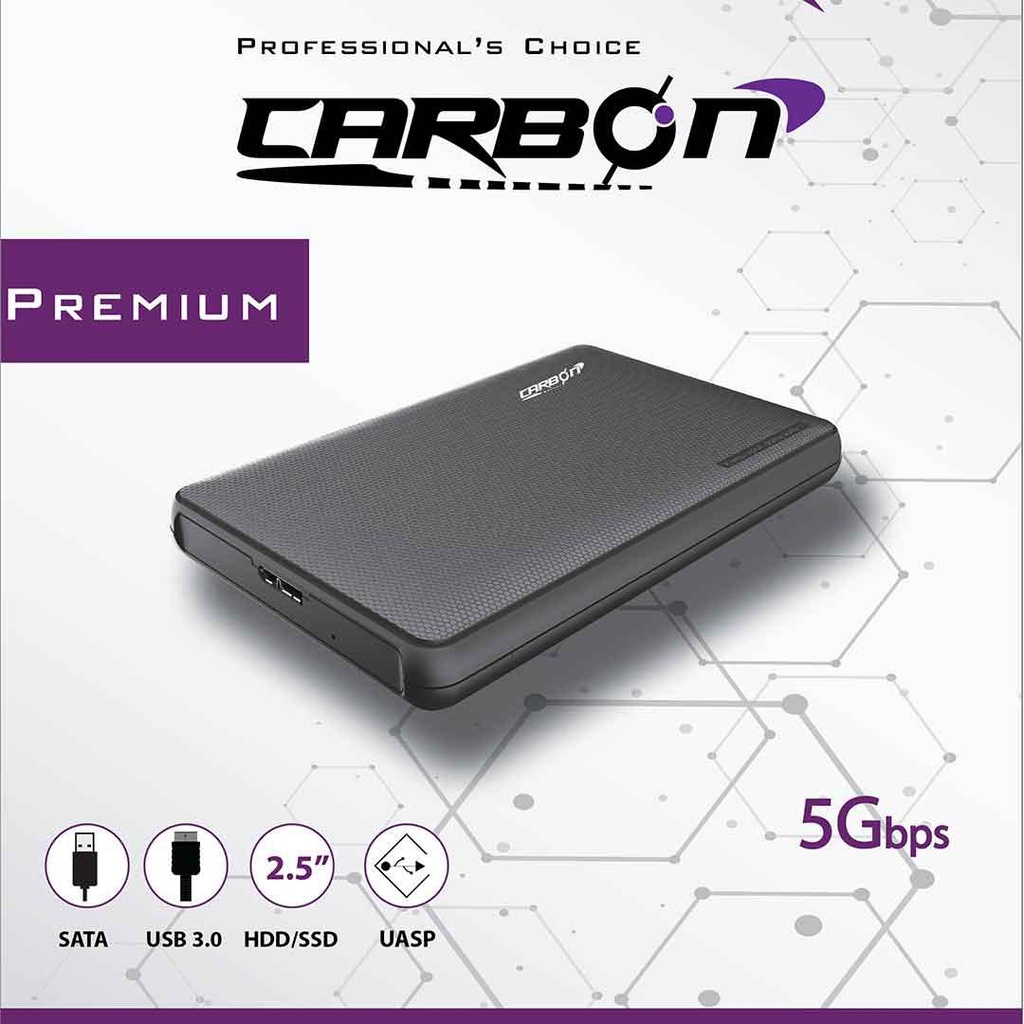 PROFESSIONAL'S CHOICE
CARBON
PREMIUM
CARBON
5Gbps
2.5”
SATA USB 3.0 HDD/SSD UASP